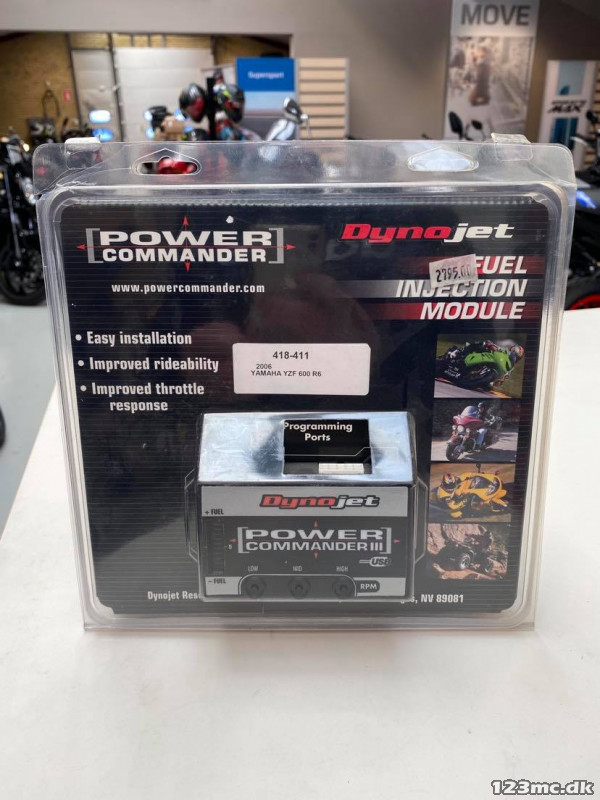 MOVE
Supersport
MAX
POWER
COMMANDER
Dynojet
www.powercommander.com
2795.00
FUEL
INJECTION
MODULE
• Easy installation
• Improved rideability
• Improved throttle
response
418-411
2006
YAMAHA YZF 600 R6
Programming
Ports
Dynojet
+ FUEL
POWER
COMMANDER III
USB
LOW MID HIGH
- FUEL
RPM
Dynojet , NV 89081
123mc.dk